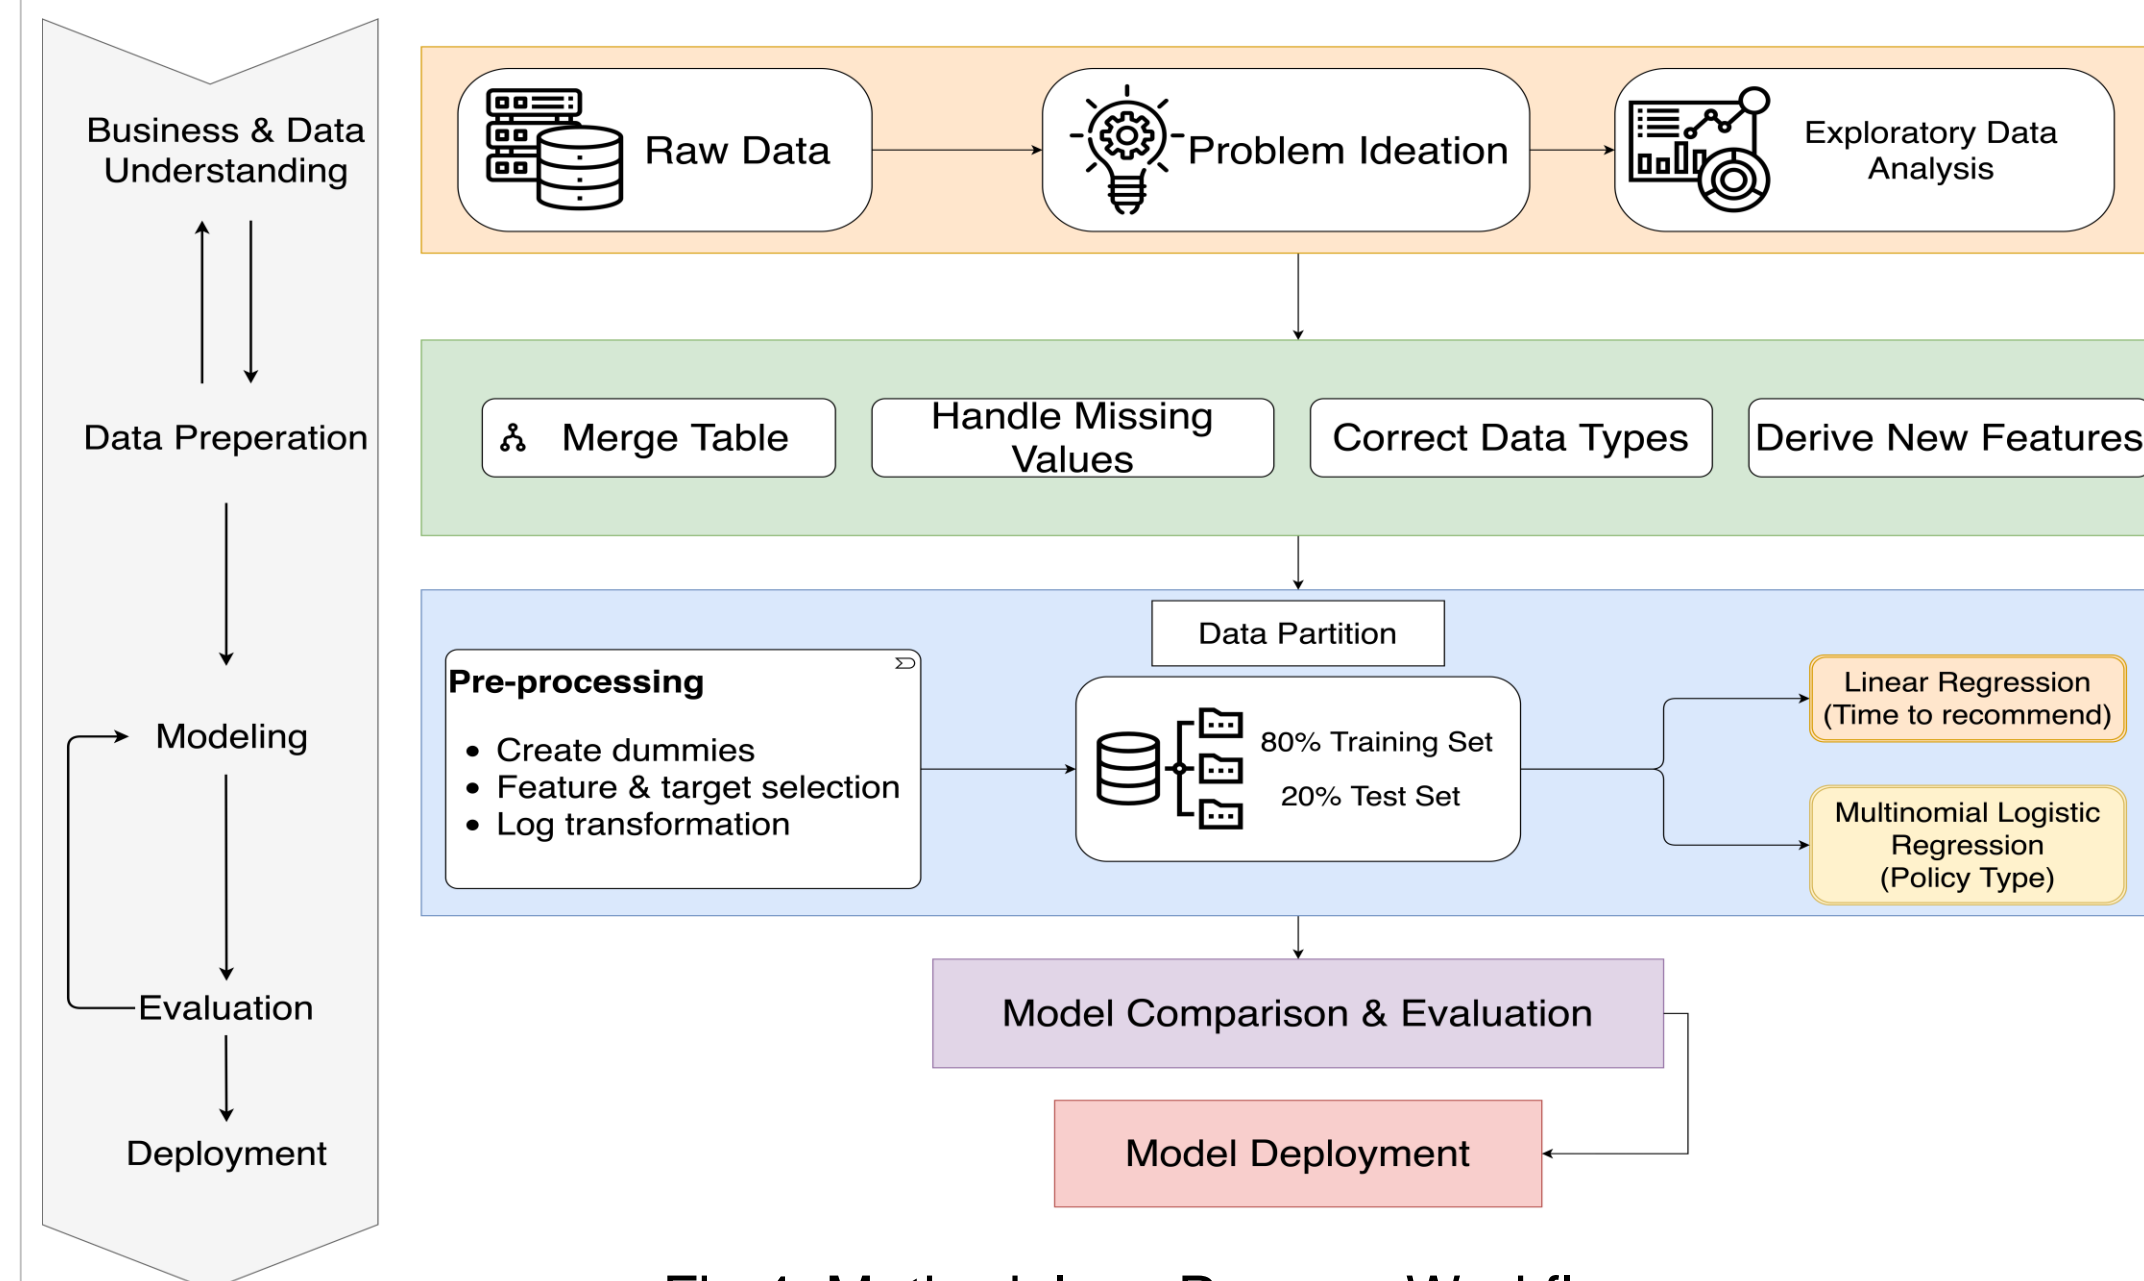 Business & Data
Understanding
Data Preperation
Modeling
Evaluation
Deployment
Raw Data
Problem Ideation
Exploratory Data
Analysis
Merge Table
Handle Missing
Values
Correct Data Types
Derive New Features
Data Partition
Pre-processing
• Create dummies
• Feature & target selection
• Log transformation
80% Training Set
20% Test Set
Linear Regression
(Time to recommend)
Multinomial Logistic
Regression
(Policy Type)
Model Comparison & Evaluation
Model Deployment